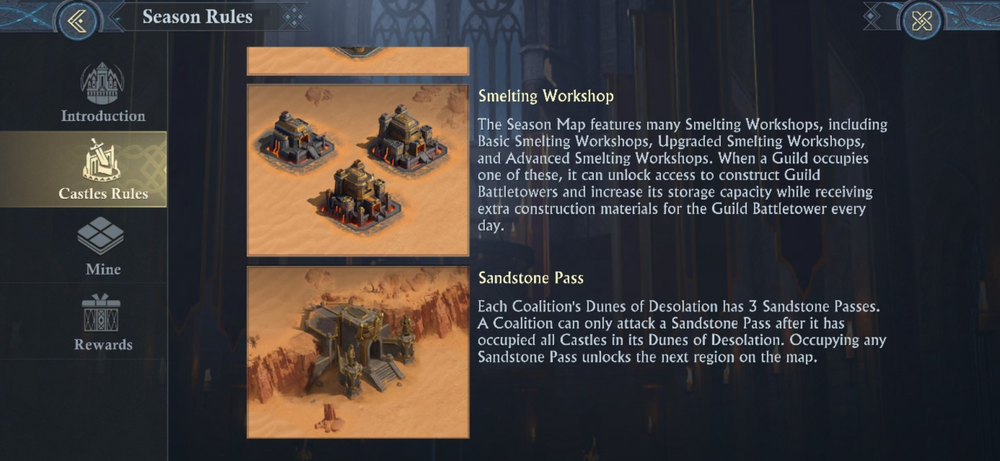 Season Rules
Introduction
Castles Rules
Mine
Rewards
Smelting Workshop
The Season Map features many Smelting Workshops, including
Basic Smelting Workshops, Upgraded Smelting Workshops,
and Advanced Smelting Workshops. When a Guild occupies
one of these, it can unlock access to construct Guild
Battletowers and increase its storage capacity while receiving
extra construction materials for the Guild Battletower every
day.
Sandstone Pass
Each Coalition's Dunes of Desolation has 3 Sandstone Passes.
A Coalition can only attack a Sandstone Pass after it has
occupied all Castles in its Dunes of Desolation. Occupying any
Sandstone Pass unlocks the next region on the map.